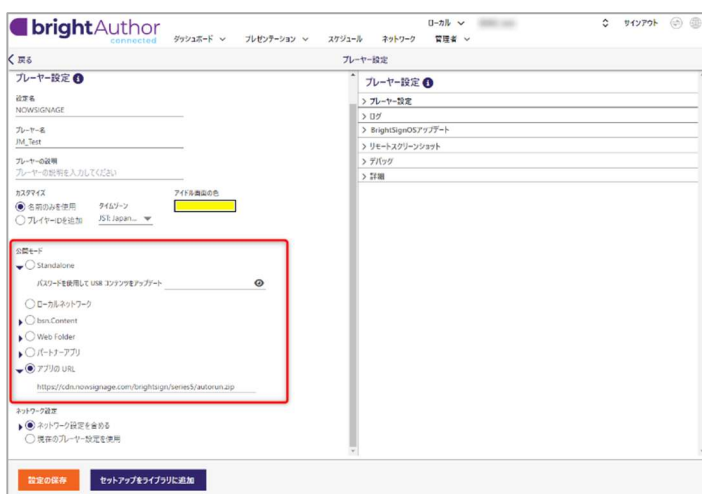 brightAuthor
connected
ダッシュボード
プレゼンテーション
スケジュール
ネットワーク
ローカル
管理者
サインアウト
戻る
プレーヤー設定
プレーヤー設定
設定名
NOWSIGNAGE
プレーヤー名
JM_Test
プレーヤーの説明
プレーヤーの説明を入力してください
カスタマイズ
アイドル画面の色
名前のみを使用
タイムゾーン
プレイヤーIDを追加
JST: Japan...
公開モード
Standalone
パスワードを使用して USB コンテンツをアップデート
ローカルネットワーク
bsn.Content
Web Folder
パートナーアプリ
アプリの URL
https://cdn.nowsignage.com/brightsign/series5/autorun.zip
ネットワーク設定
ネットワーク設定を含める
現在のプレーヤー設定を使用
プレーヤー設定
プレーヤー設定
ログ
BrightSignOSアップデート
リモートスクリーンショット
デバッグ
詳細
設定の保存
セットアップをライブラリに追加